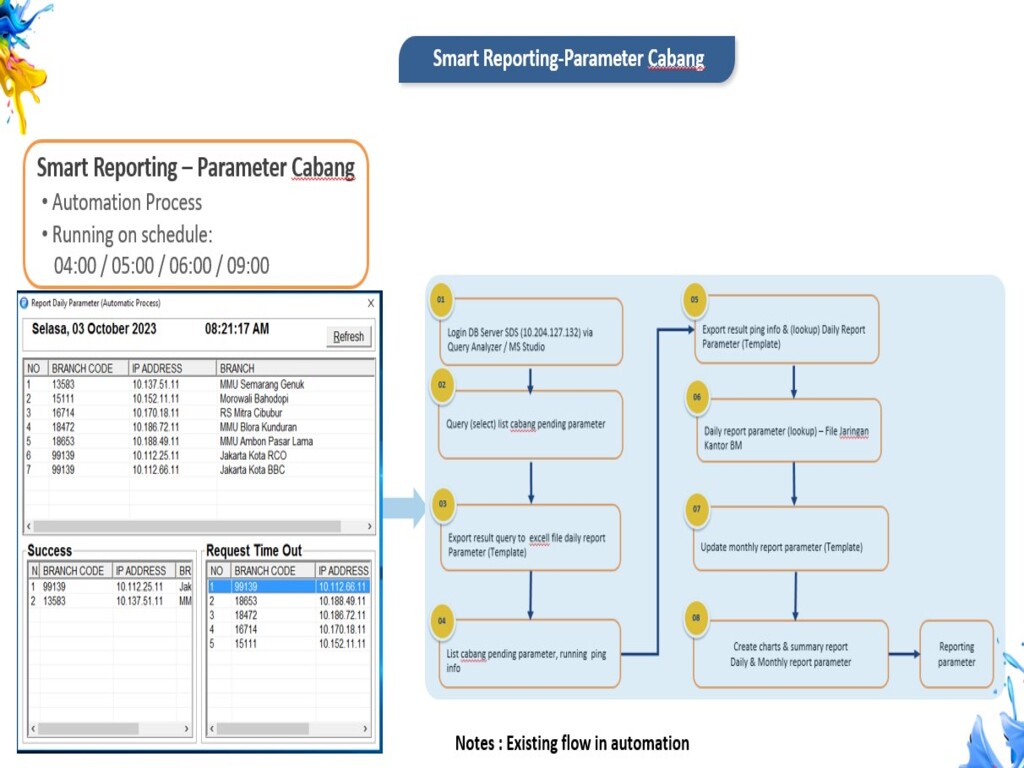 Smart Reporting-Parameter Cabang
Smart Reporting – Parameter Cabang
• Automation Process
• Running on schedule:
04:00 / 05:00 / 06:00 / 09:00
Report Daily Parameter (Automatic Process)
X
Selasa, 03 October 2023 08:21:17 AM
Refresh
NO BRANCH CODE IP ADDRESS BRANCH
1 13583 10.137.51.11 MMU Semarang Genuk
2 15111 10.152.11.11 Morowali Bahodopi
3 16714 10.170.18.11 RS Mitra Cibubur
4 18472 10.186.72.11 MMU Blora Kunduran
5 18653 10.188.49.11 MMU Ambon Pasar Lama
6 99139 10.112.25.11 Jakarta Kota RCO
7 99139 10.112.66.11 Jakarta Kota BBC
Success
N BRANCH CODE IP ADDRESS BR
1 99139 10.112.25.11 Jak
2 13583 10.137.51.11 MM
Request Time Out
NO BRANCH CODE IP ADDRESS
1 99139 10.112.66.11
2 18653 10.188.49.11
3 18472 10.186.72.11
4 16714 10.170.18.11
5 15111 10.152.11.11
01
Login DB Server SDS (10.204.127.132) via
Query Analyzer / MS Studio
02
Query (select) list cabang pending parameter
03
Export result query to excell file daily report
Parameter (Template)
04
List cabang pending parameter, running ping
info
05
Export result ping info & (lookup) Daily Report
Parameter (Template)
06
Daily report parameter (lookup) – File Jaringan
Kantor BM
07
Update monthly report parameter (Template)
08
Create charts & summary report
Daily & Monthly report parameter
Reporting
parameter
Notes : Existing flow in automation